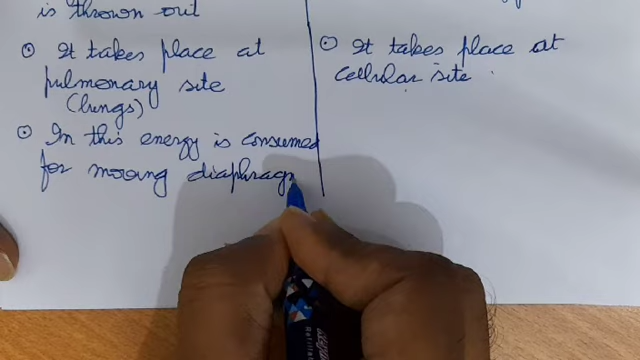 is thrown out
⊙ It takes place at
pulmonary site
(lungs)
⊙ In this energy is consumed
for moving diaphrag
⊙ It takes place at
cellular site